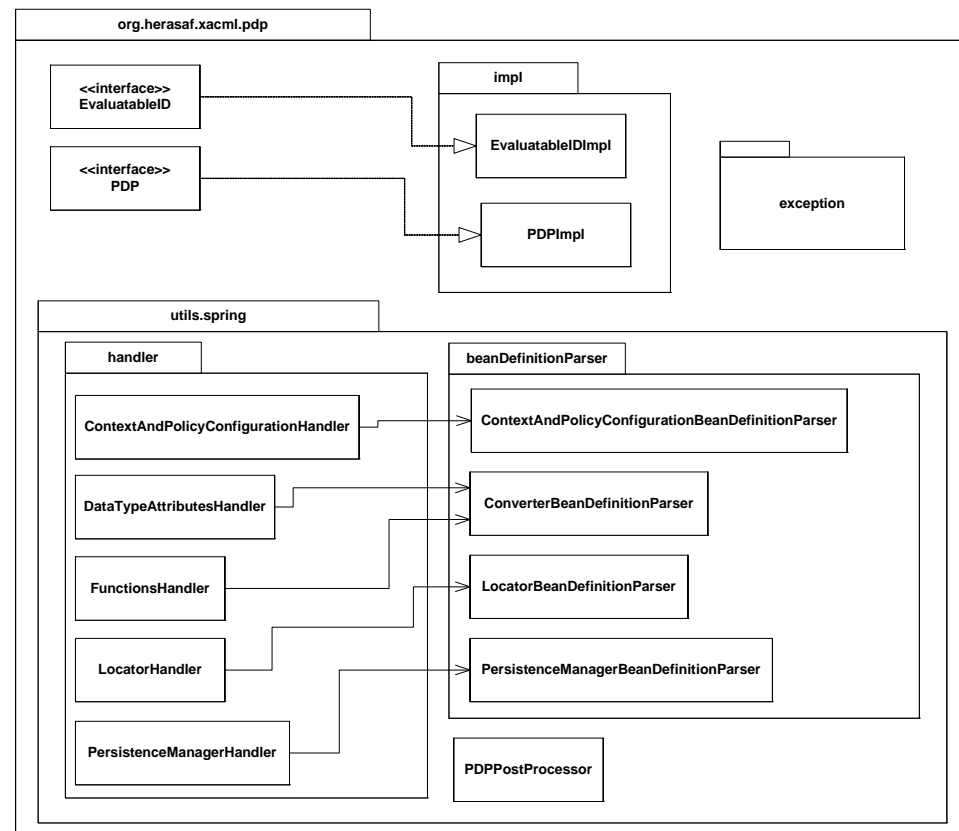 org.herasaf.xacml.pdp
<<interface>>
EvaluatableID
<<interface>>
PDP
impl
EvaluatableIDImpl
PDPImpl
exception
utils.spring
handler
ContextAndPolicyConfigurationHandler
DataTypeAttributesHandler
FunctionsHandler
LocatorHandler
PersistenceManagerHandler
beanDefinitionParser
ContextAndPolicyConfigurationBeanDefinitionParser
ConverterBeanDefinitionParser
LocatorBeanDefinitionParser
PersistenceManagerBeanDefinitionParser
PDPPostProcessor